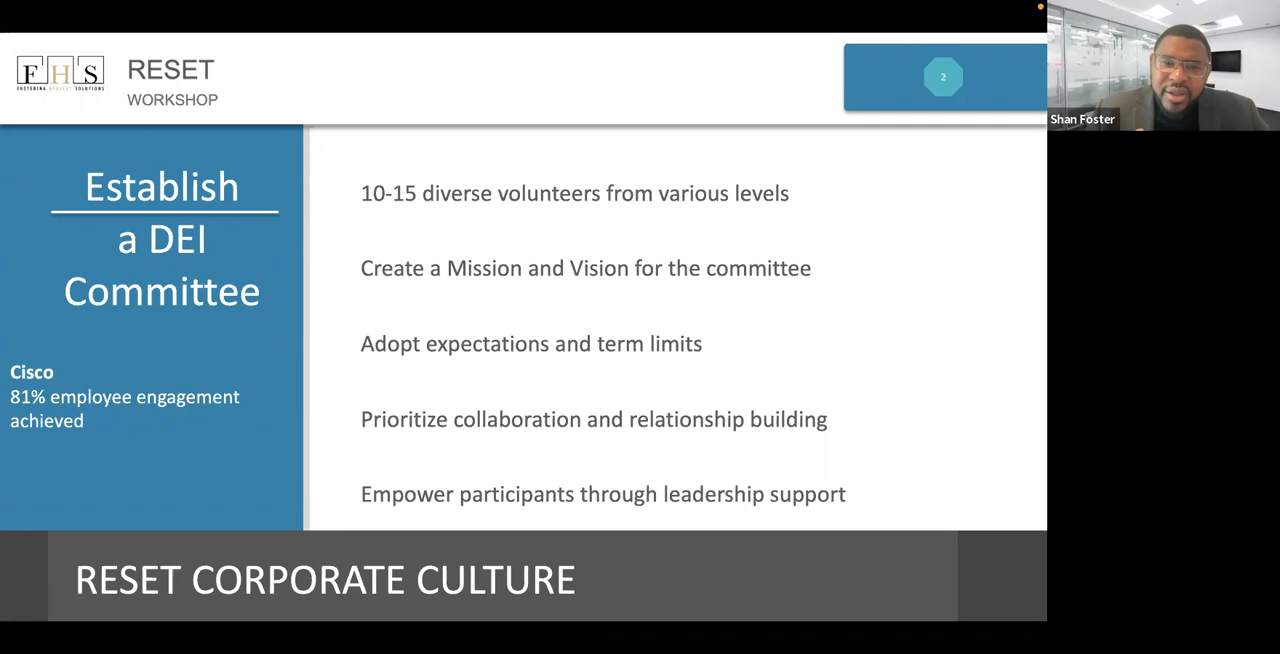 FHS
FOSTERING HEALTHY SOLUTIONS
RESET
WORKSHOP
2
Shan Foster
Establish
a DEI
Committee
Cisco
81% employee engagement
achieved
10-15 diverse volunteers from various levels
Create a Mission and Vision for the committee
Adopt expectations and term limits
Prioritize collaboration and relationship building
Empower participants through leadership support
RESET CORPORATE CULTURE